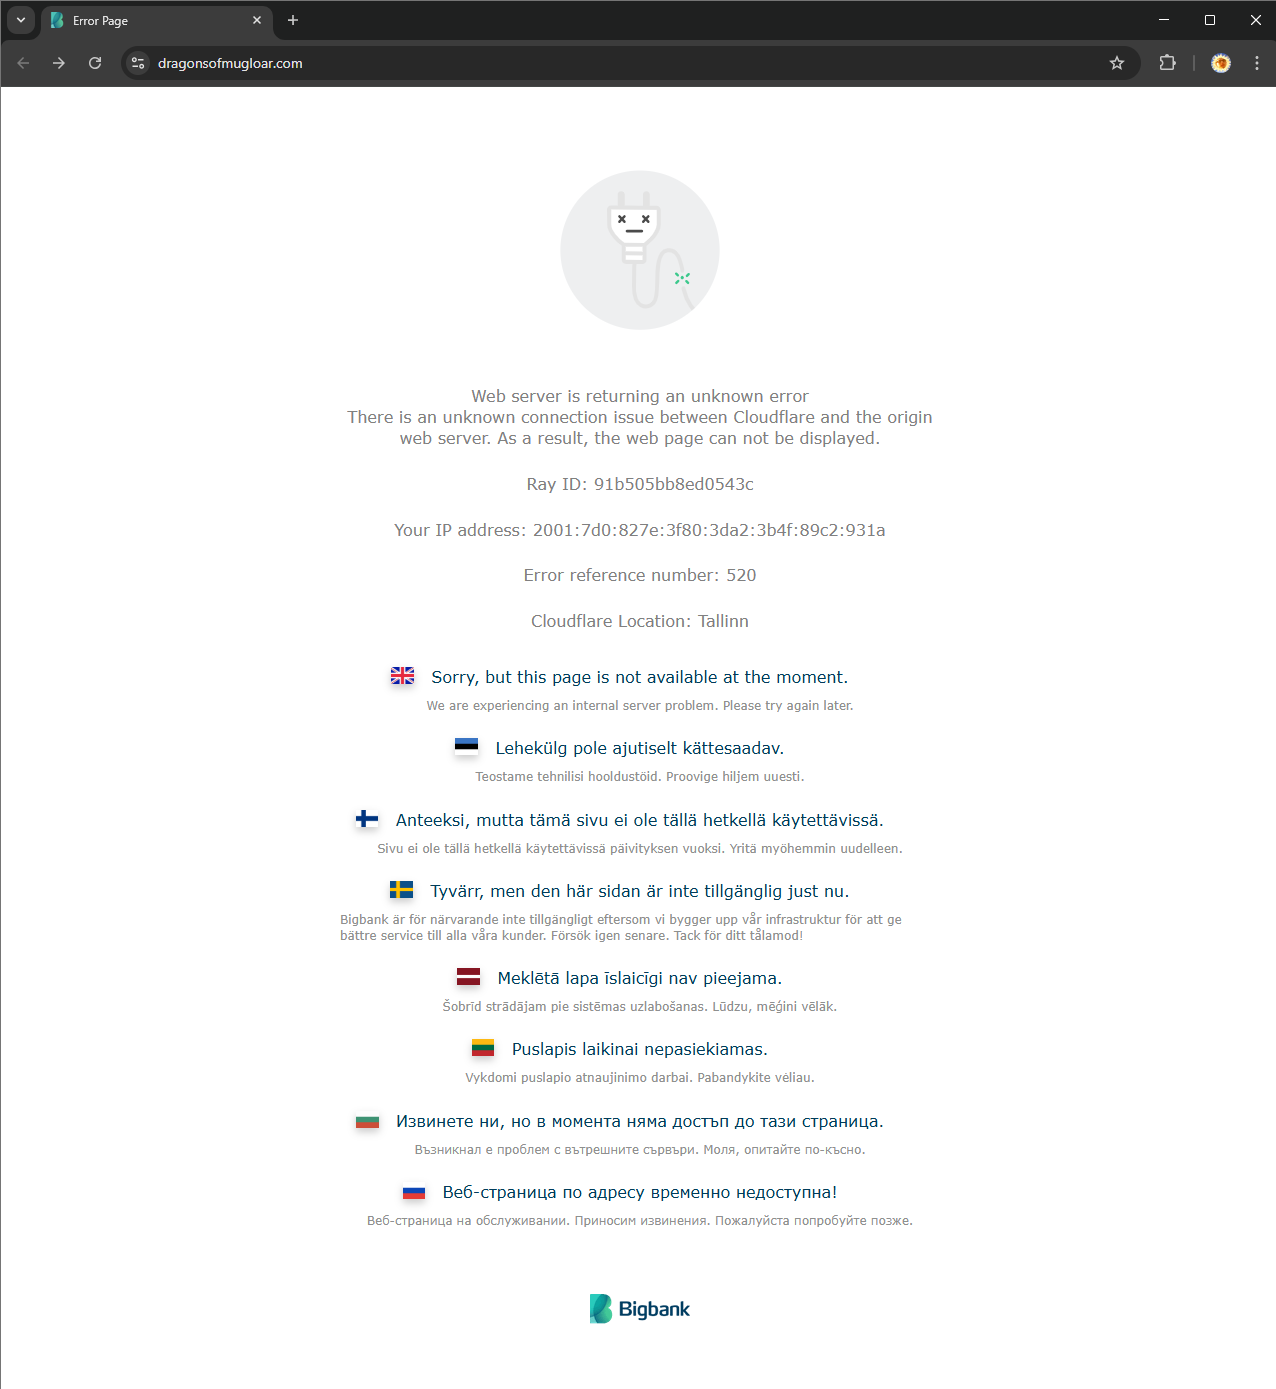 Error Page
dragonsofmugloar.com
Web server is returning an unknown error
There is an unknown connection issue between Cloudflare and the origin
web server. As a result, the web page can not be displayed.
Ray ID: 91b505bb8ed0543c
Your IP address: 2001:7d0:827e:3f80:3da2:3b4f:89c2:931a
Error reference number: 520
Cloudflare Location: Tallinn
Sorry, but this page is not available at the moment.
We are experiencing an internal server problem. Please try again later.
Lehekülg pole ajutiselt kättesaadav.
Teostame tehnilisi hooldustöid. Proovige hiljem uuesti.
Anteeksi, mutta tämä sivu ei ole tällä hetkellä käytettävissä.
Sivu ei ole tällä hetkellä käytettävissä päivityksen vuoksi. Yritä myöhemmin uudelleen.
Tyvärr, men den här sidan är inte tillgänglig just nu.
Bigbank är för närvarande inte tillgängligt eftersom vi bygger upp vår infrastruktur för att ge
bättre service till alla våra kunder. Försök igen senare. Tack för ditt tålamod!
Meklētā lapa īslaicīgi nav pieejama.
Šobrīd strādājam pie sistēmas uzlabošanas. Lūdzu, mēģini vēlāk.
Puslapis laikinai nepasiekiamas.
Vykdomi puslapio atnaujinimo darbai. Pabandykite vėliau.
Извинете ни, но в момента няма достъп до тази страница.
Възникнал е проблем с вътрешните сървъри. Моля, опитайте по-късно.
Веб-страница по адресу временно недоступна!
Веб-страница на обслуживании. Приносим извинения. Пожалуйста попробуйте позже.
Bigbank